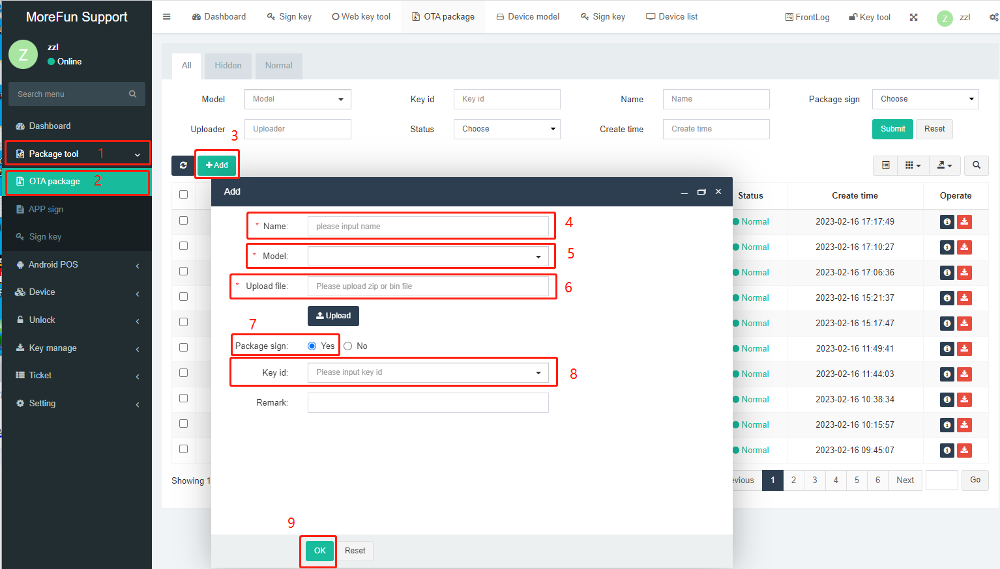 MoreFun Support
Dashboard
Sign key
Web key tool
OTA package
Device model
Sign key
Device list
FrontLog
Key tool
Z
zzl
Z
zzl
Online
Search menu
Dashboard
Package tool
1
OTA package
2
APP sign
Sign key
Android POS
Device
Unlock
Key manage
Ticket
Setting
All
Hidden
Normal
Model
Model
Key id
Key id
Name
Name
Package sign
Choose
Uploader
Uploader
Status
Choose
Create time
Create time
Submit
Reset
3
Add
Add
Name:
please input name
4
Model:
5
Upload file:
Please upload zip or bin file
6
Upload
7
Package sign:
Yes
No
Key id:
Please input key id
8
Remark:
9
OK
Reset
Status
Create time
Operate
Normal
2023-02-16 17:17:49
Normal
2023-02-16 17:10:27
Normal
2023-02-16 17:06:36
Normal
2023-02-16 15:21:37
Normal
2023-02-16 15:17:47
Normal
2023-02-16 11:49:41
Normal
2023-02-16 11:44:03
Normal
2023-02-16 10:38:34
Normal
2023-02-16 10:15:57
Normal
2023-02-16 09:45:07
Showing 1
evious
1
2
3
4
5
6
Next
Go